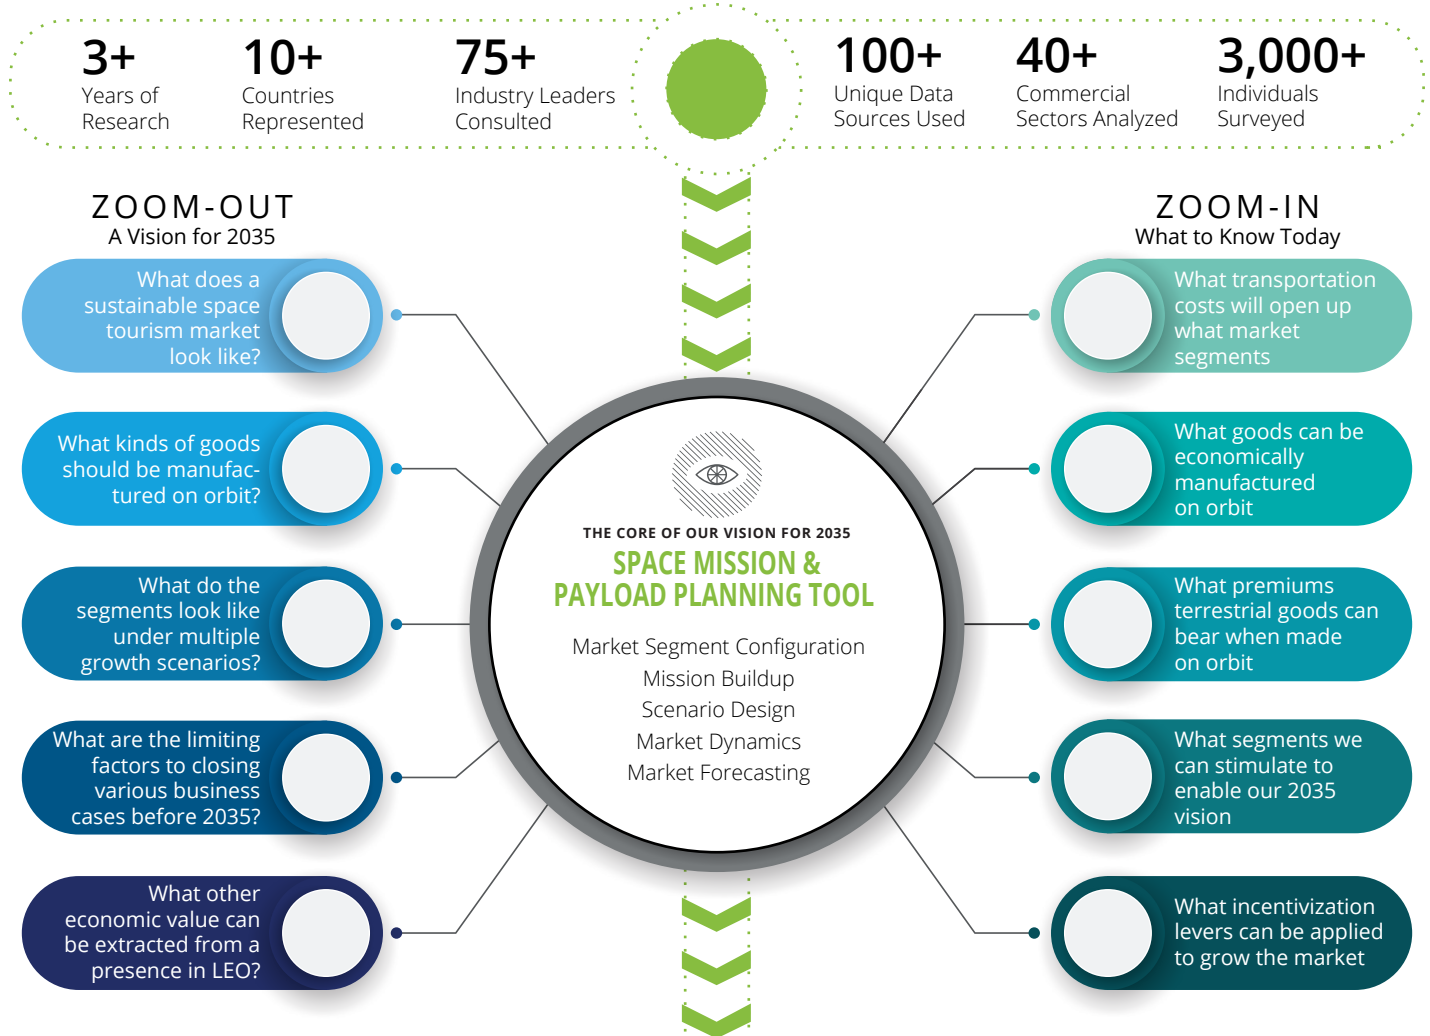 3+
Years of
Research
10+
Countries
Represented
75+
Industry Leaders
Consulted
100+
Unique Data
Sources Used
40+
Commercial
Sectors Analyzed
3,000+
Individuals
Surveyed
ZOOM-OUT
A Vision for 2035
What does a
sustainable space
tourism market
look like?
What kinds of goods
should be manufac-
tured on orbit?
What do the
segments look like
under multiple
growth scenarios?
What are the limiting
factors to closing
various business
cases before 2035?
What other
economic value can
be extracted from a
presence in LEO?
THE CORE OF OUR VISION FOR 2035
SPACE MISSION &
PAYLOAD PLANNING TOOL
Market Segment Configuration
Mission Buildup
Scenario Design
Market Dynamics
Market Forecasting
ZOOM-IN
What to Know Today
What transportation
costs will open up
what market
segments
What goods can be
economically
manufactured
on orbit
What premiums
terrestrial goods can
bear when made
on orbit
What segments we
can stimulate to
enable our 2035
vision
What incentivization
levers can be applied
to grow the market